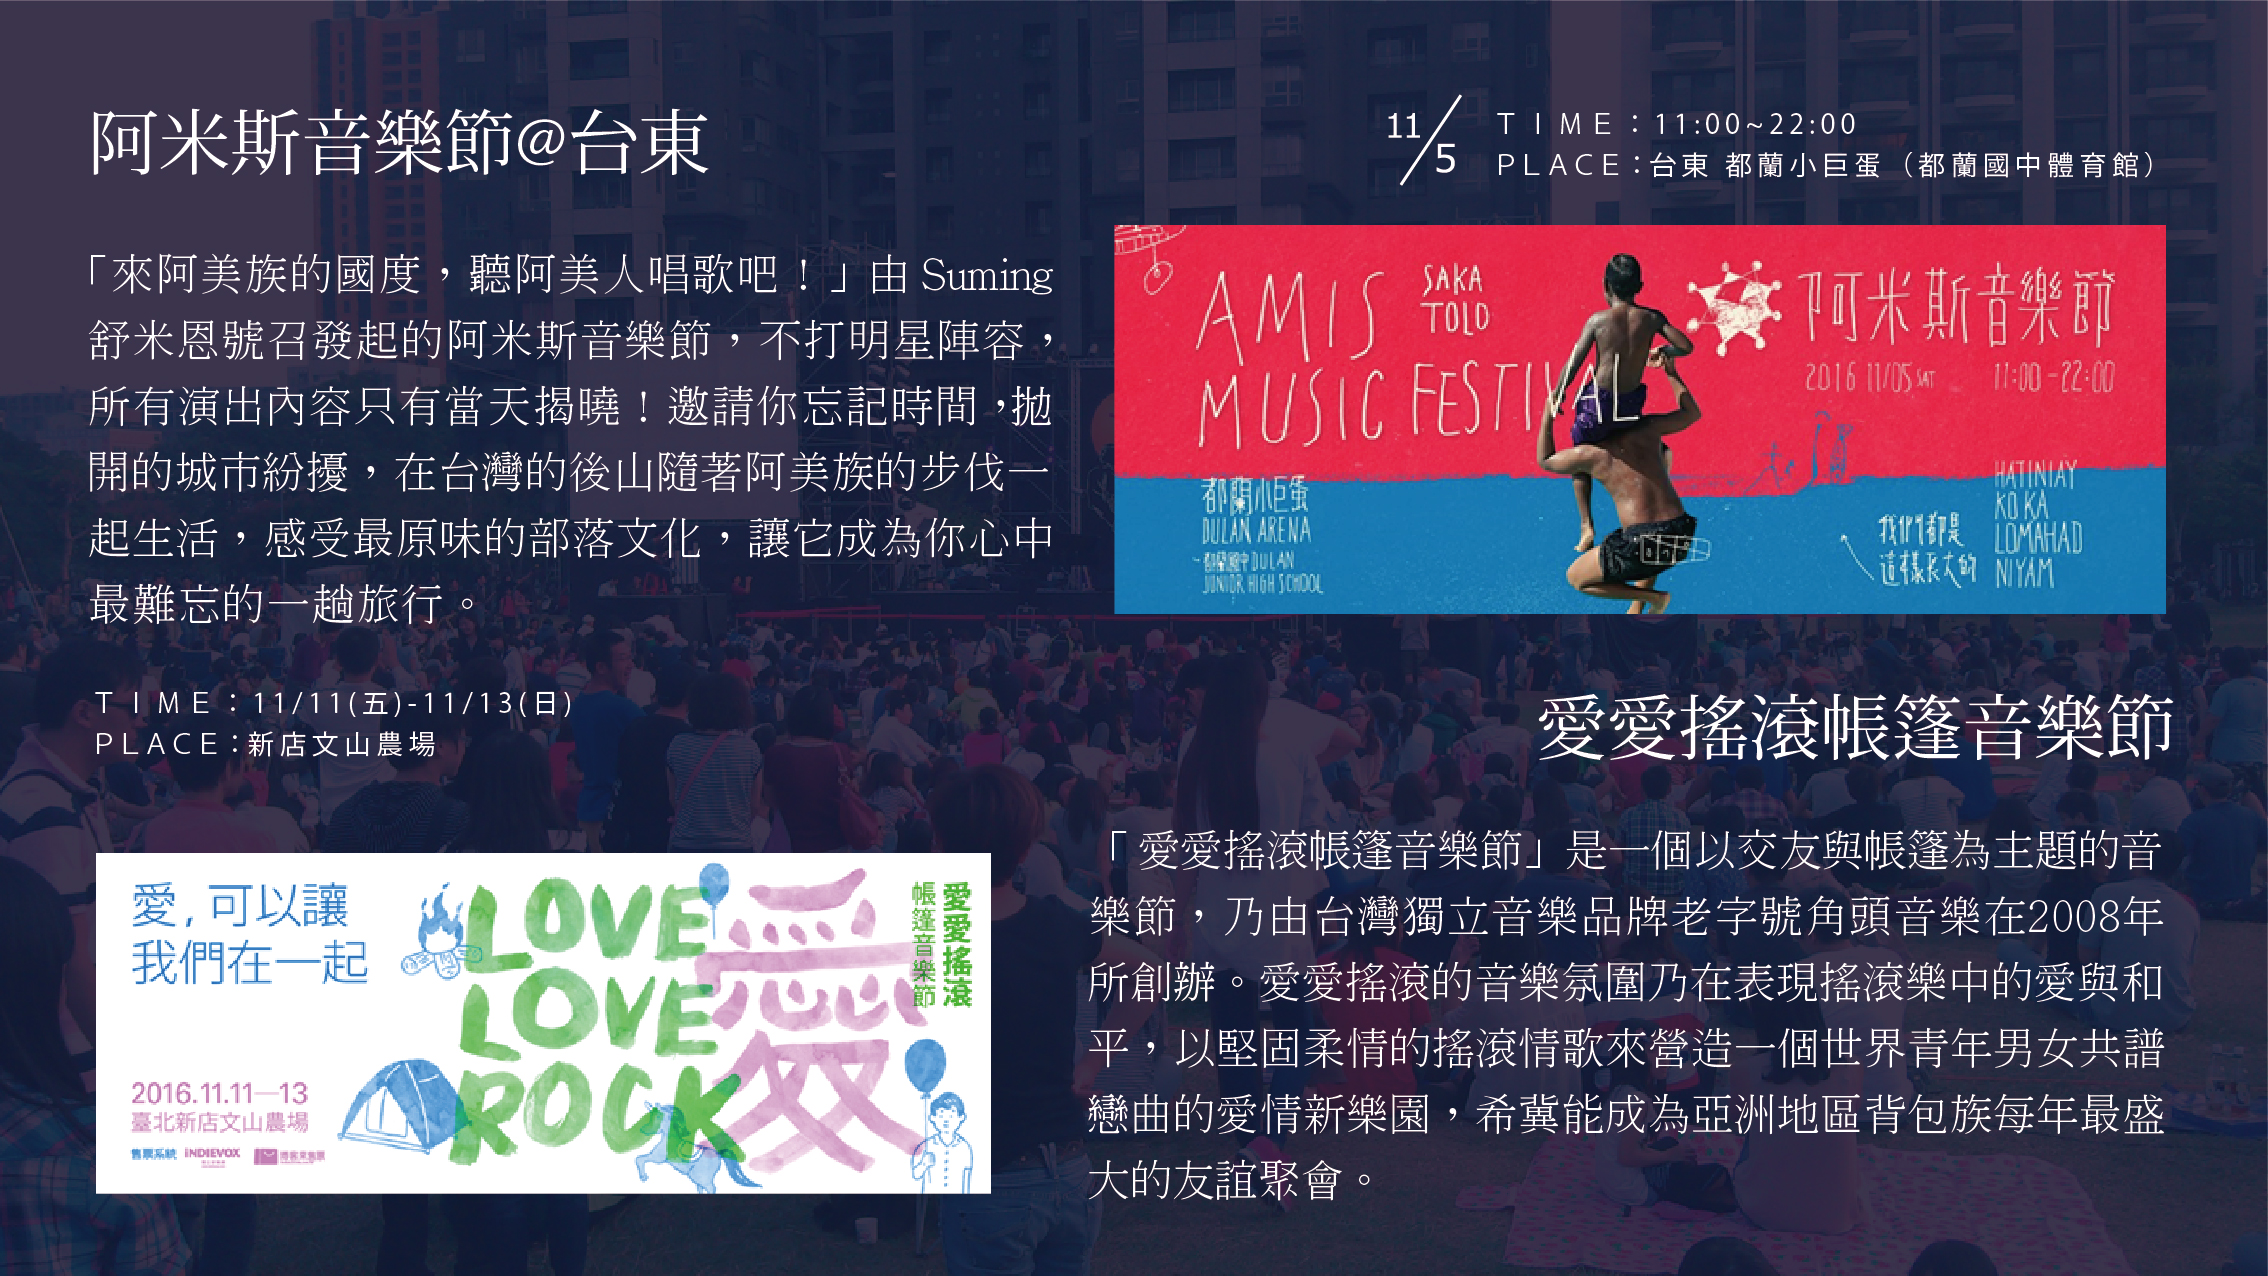 阿米斯音樂節@台東
「來阿美族的國度，聽阿美人唱歌吧！」由 Suming
舒米恩號召發起的阿米斯音樂節，不打明星陣容，
所有演出內容只有當天揭曉！邀請你忘記時間，拋
開的城市紛擾，在台灣的後山隨著阿美族的步伐一
起生活，感受最原味的部落文化，讓它成為你心中
最難忘的一趟旅行。
11/5
TIME：11:00~22:00
PLACE：台東 都蘭小巨蛋（都蘭國中體育館）
AMIS
SAKA
TOLO
MUSIC FESTIVAL
阿米斯音樂節
2016 11/05 SAT 11:00-22:00
都蘭小巨蛋
DULAN ARENA
都蘭國中 DULAN
JUNIOR HIGH SCHOOL
我們都是
這樣長大的
HATINIAY
KO KA
LOMAHAD
NIYAM
TIME：11/11(五)-11/13(日)
PLACE：新店文山農場
愛,可以讓
我們在一起
LOVE
LOVE
ROCK
愛
愛愛搖滾
帳篷音樂節
2016.11.11—13
臺北新店文山農場
售票系統 iNDIEVOX
愛愛搖滾帳篷音樂節
「 愛愛搖滾帳篷音樂節」是一個以交友與帳篷為主題的音
樂節，乃由台灣獨立音樂品牌老字號角頭音樂在2008年
所創辦。愛愛搖滾的音樂氛圍乃在表現搖滾樂中的愛與和
平，以堅固柔情的搖滾情歌來營造一個世界青年男女共譜
戀曲的愛情新樂園，希冀能成為亞洲地區背包族每年最盛
大的友誼聚會。